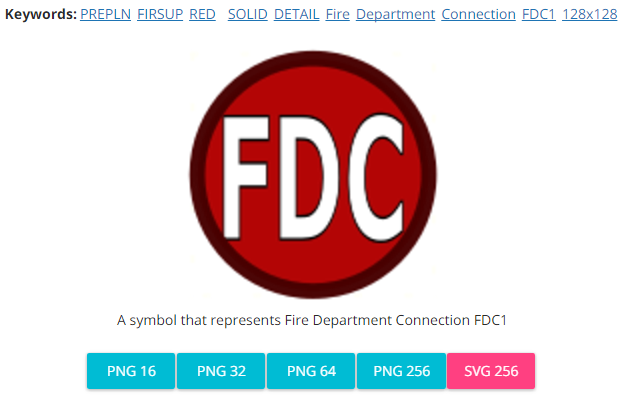 Keywords: PREPLN FIRSUP RED SOLID DETAIL Fire Department Connection FDC1 128x128
FDC
A symbol that represents Fire Department Connection FDC1
PNG 16 PNG 32 PNG 64 PNG 256 SVG 256